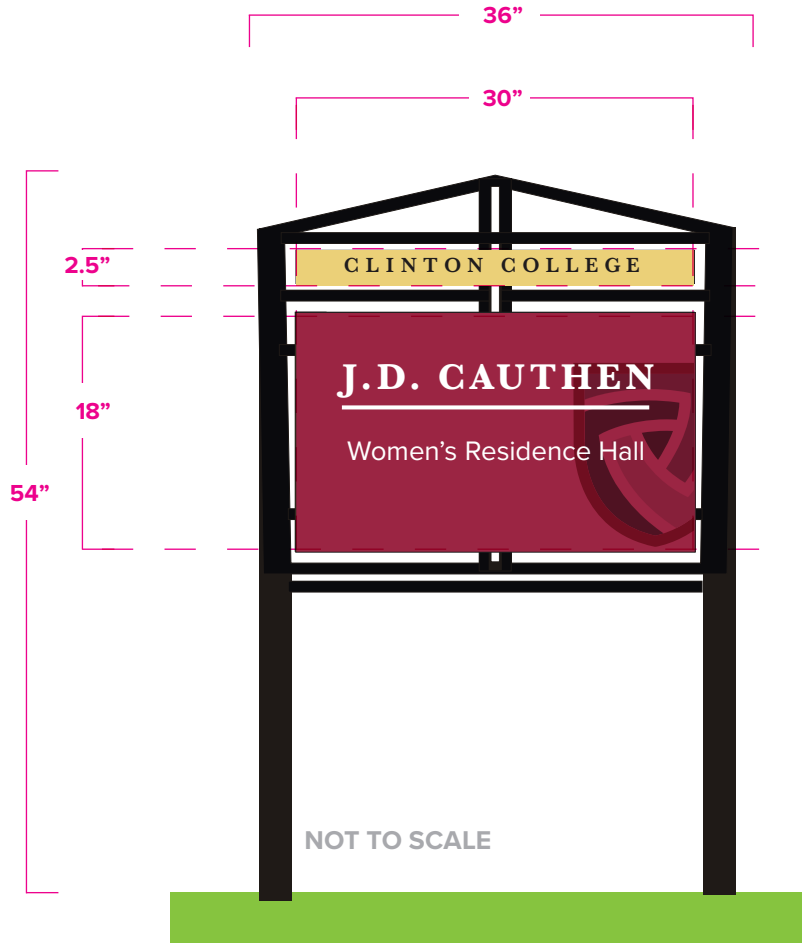 36”
30”
2.5”
CLINTON COLLEGE
J.D. CAUTHEN
18”
Women’s Residence Hall
54”
NOT TO SCALE